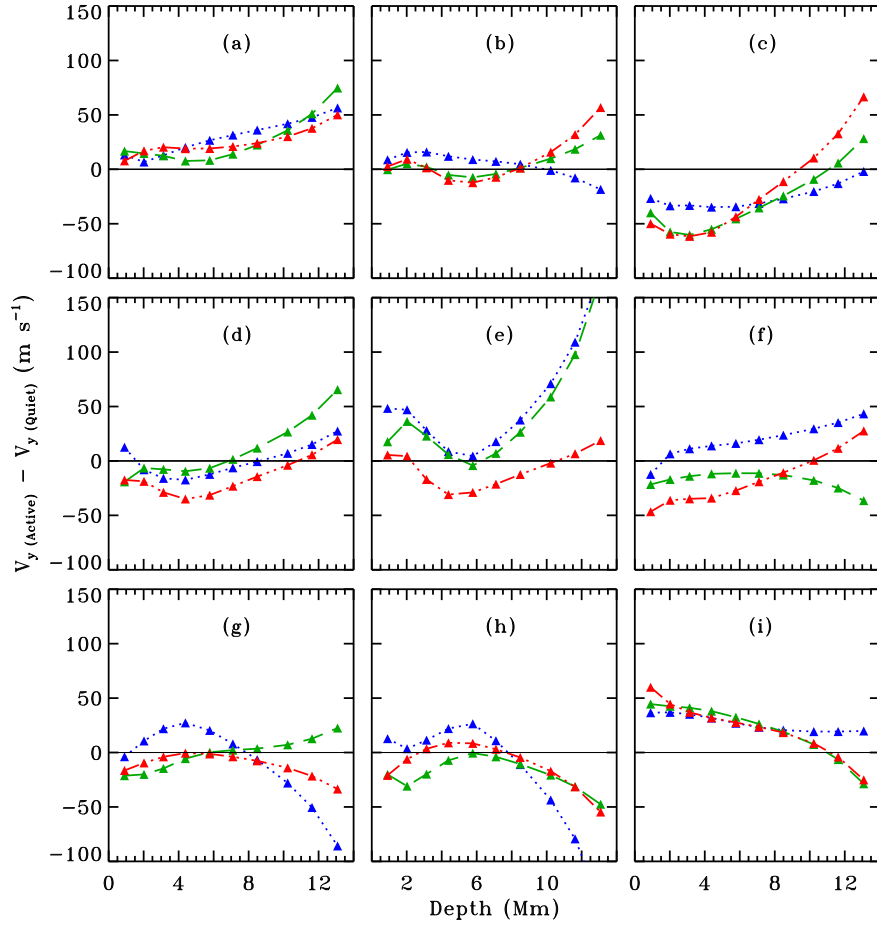 150
(a)
(b)
(c)
100
50
0
−50
−100
150
(d)
(e)
(f)
100
50
0
−50
−100
V_y (Active) − V_y (Quiet) (m s⁻¹)
150
(g)
(h)
(i)
100
50
0
−50
−100
0 4 8 12 2 6 10 0 4 8 12
Depth (Mm)